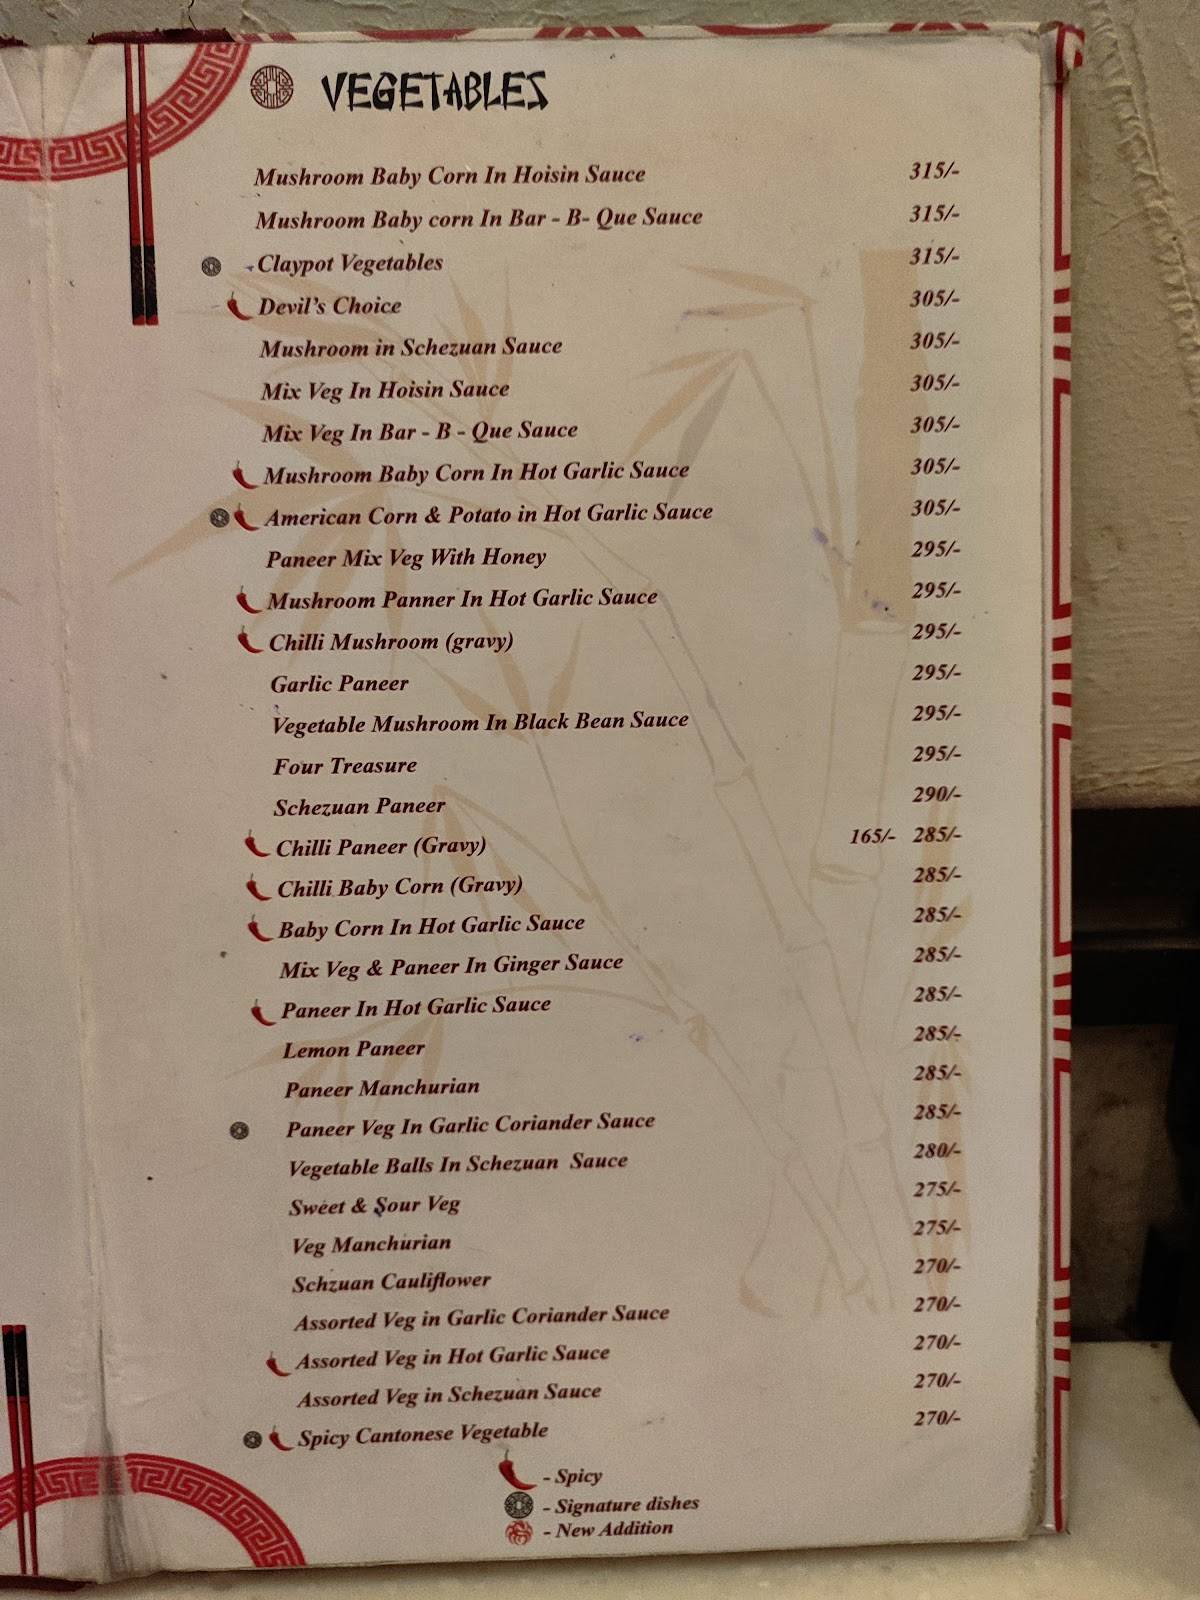 VEGETABLES
Mushroom Baby Corn In Hoisin Sauce 315/-
Mushroom Baby corn In Bar - B- Que Sauce 315/-
Claypot Vegetables 315/-
Devil's Choice 305/-
Mushroom in Schezuan Sauce 305/-
Mix Veg In Hoisin Sauce 305/-
Mix Veg In Bar - B - Que Sauce 305/-
Mushroom Baby Corn In Hot Garlic Sauce 305/-
American Corn & Potato in Hot Garlic Sauce 305/-
Paneer Mix Veg With Honey 295/-
Mushroom Panner In Hot Garlic Sauce 295/-
Chilli Mushroom (gravy) 295/-
Garlic Paneer 295/-
Vegetable Mushroom In Black Bean Sauce 295/-
Four Treasure 295/-
Schezuan Paneer 290/-
Chilli Paneer (Gravy) 165/- 285/-
Chilli Baby Corn (Gravy) 285/-
Baby Corn In Hot Garlic Sauce 285/-
Mix Veg & Paneer In Ginger Sauce 285/-
Paneer In Hot Garlic Sauce 285/-
Lemon Paneer 285/-
Paneer Manchurian 285/-
Paneer Veg In Garlic Coriander Sauce 285/-
Vegetable Balls In Schezuan Sauce 280/-
Sweet & Sour Veg 275/-
Veg Manchurian 275/-
Schzuan Cauliflower 270/-
Assorted Veg in Garlic Coriander Sauce 270/-
Assorted Veg in Hot Garlic Sauce 270/-
Assorted Veg in Schezuan Sauce 270/-
Spicy Cantonese Vegetable 270/-
- Spicy
- Signature dishes
- New Addition